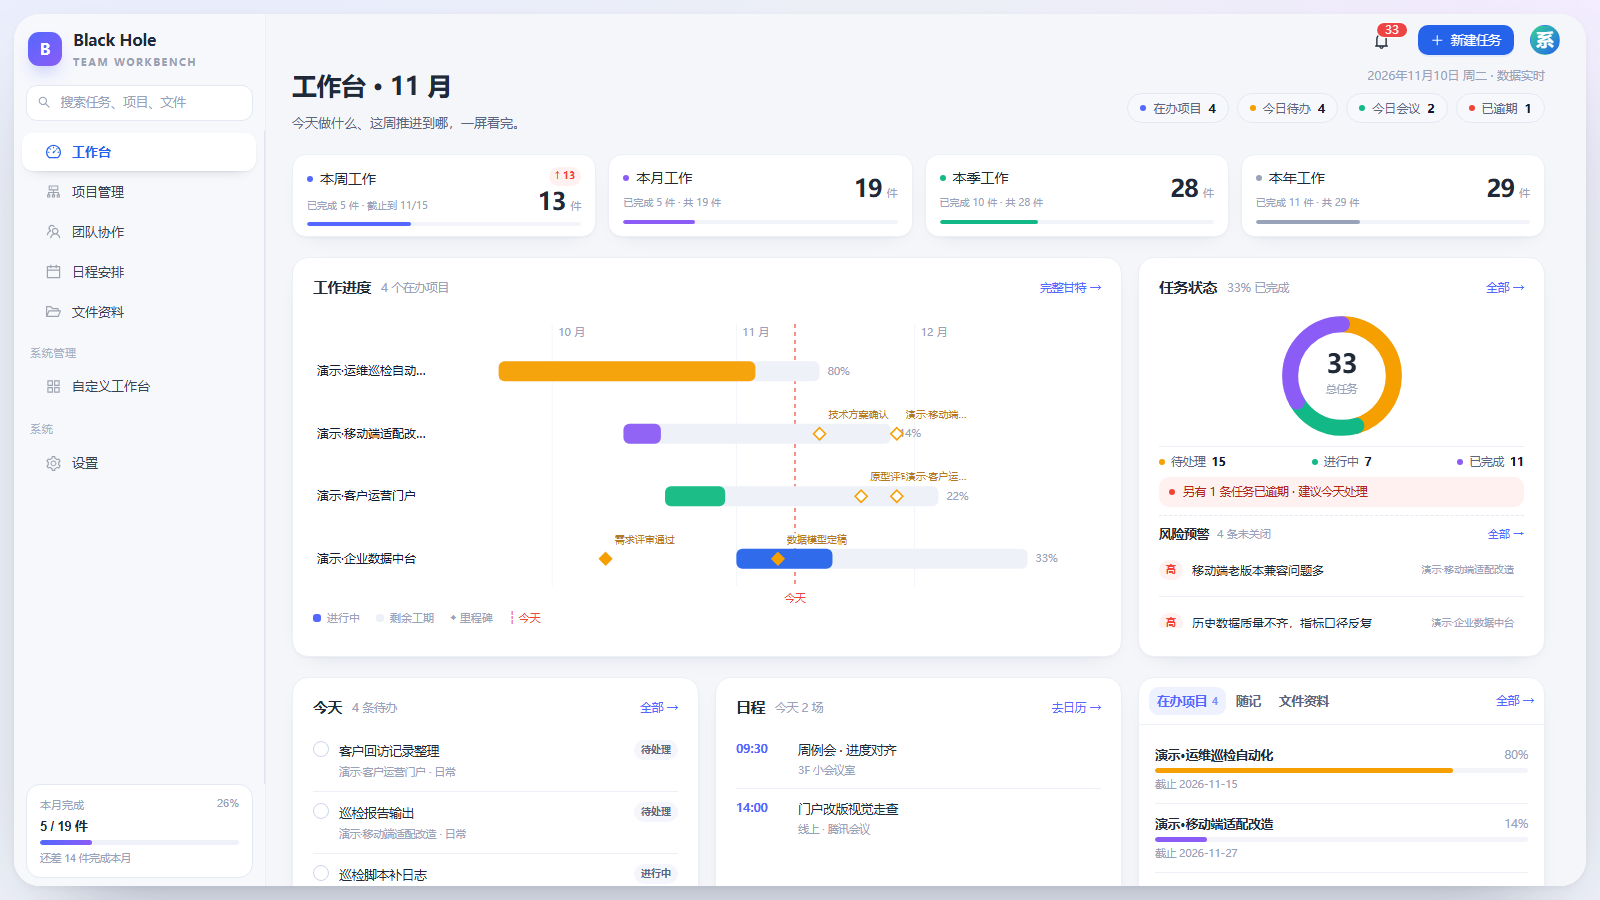 B
Black Hole
TEAM WORKBENCH
搜索任务、项目、文件
工作台
项目管理
团队协作
日程安排
文件资料
系统管理
自定义工作台
系统
设置
本月完成 26%
5 / 19 件
还差 14 件完成本月
33
+ 新建任务
系
工作台 • 11 月
今天做什么、这周推进到哪，一屏看完。
2026年11月10日 周二 · 数据实时
在办项目 4
今日待办 4
今日会议 2
已逾期 1
本周工作
↑ 13
已完成 5 件 · 截止到 11/15
13 件
本月工作
已完成 5 件 · 共 19 件
19 件
本季工作
已完成 10 件 · 共 28 件
28 件
本年工作
已完成 11 件 · 共 29 件
29 件
工作进度 4 个在办项目 完整甘特 →
10 月 11 月 12 月
演示·运维巡检自动... 80%
技术方案确认 演示·移动端...
演示·移动端适配改... 14%
原型评 演示·客户运...
演示·客户运营门户 22%
需求评审通过 数据模型定稿
演示·企业数据中台 33%
今天
进行中 剩余工期 里程碑 今天
任务状态 33% 已完成 全部 →
33
总任务
待处理 15 进行中 7 已完成 11
另有 1 条任务已逾期 · 建议今天处理
风险预警 4 条未关闭 全部 →
高 移动端老版本兼容问题多 演示·移动端适配改造
高 历史数据质量不齐，指标口径反复 演示·企业数据中台
今天 4 条待办 全部 →
客户回访记录整理 待处理
演示·客户运营门户 · 日常
巡检报告输出 待处理
演示·移动端适配改造 · 日常
巡检脚本补日志 进行中
日程 今天 2 场 去日历 →
09:30 周例会 · 进度对齐
3F 小会议室
14:00 门户改版视觉走查
线上 · 腾讯会议
在办项目 4 随记 文件资料 全部 →
演示•运维巡检自动化 80%
截止 2026-11-15
演示•移动端适配改造 14%
截止 2026-11-27